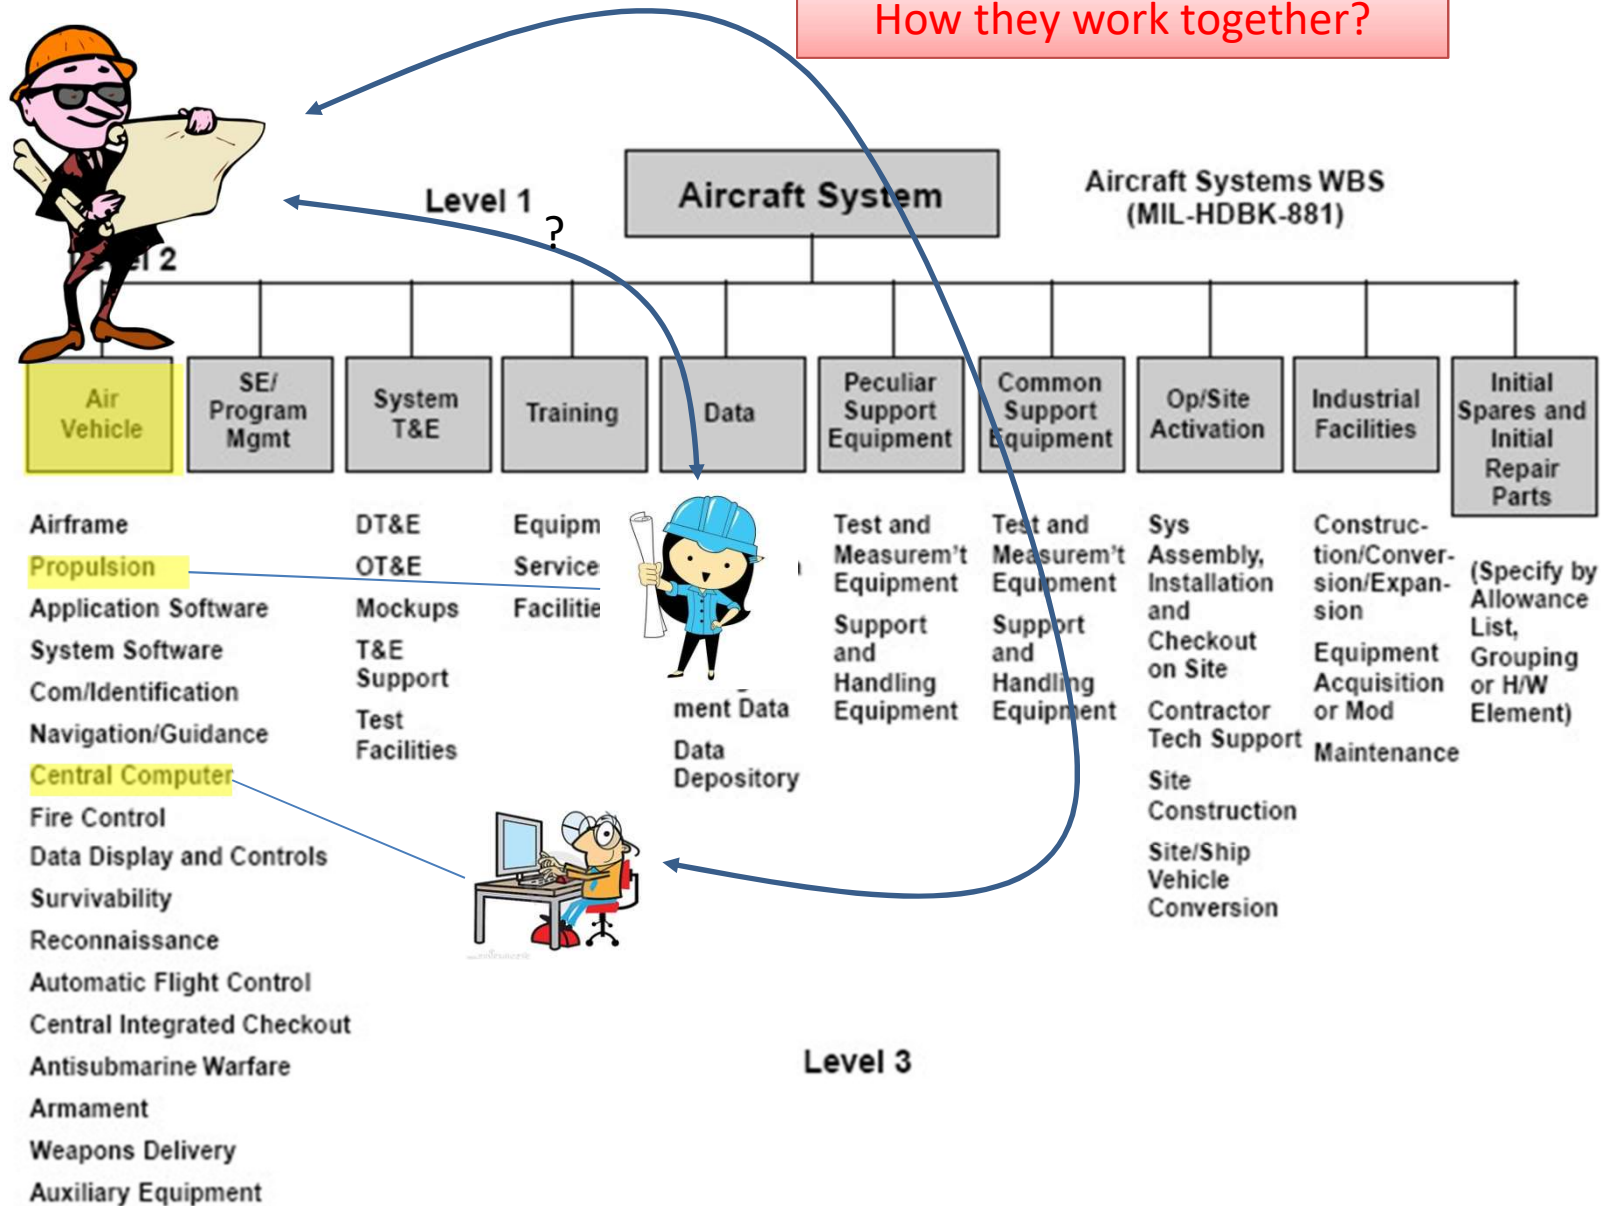 How they work together?
Aircraft System
Aircraft Systems WBS
(MIL-HDBK-881)
Level 1
?
2
Air
Vehicle
SE/
Program
Mgmt
System
T&E
Training
Data
Peculiar
Support
Equipment
Common
Support
Equipment
Op/Site
Activation
Industrial
Facilities
Initial
Spares and
Initial
Repair
Parts
Airframe
Propulsion
Application Software
System Software
Com/Identification
Navigation/Guidance
Central Computer
Fire Control
Data Display and Controls
Survivability
Reconnaissance
Automatic Flight Control
Central Integrated Checkout
Antisubmarine Warfare
Armament
Weapons Delivery
Auxiliary Equipment
DT&E
OT&E
Mockups
T&E
Support
Test
Facilities
Equipm
Service
Facilitie
ment Data
Data
Depository
Test and
Measurem't
Equipment
Support
and
Handling
Equipment
Test and
Measurem't
Equipment
Support
and
Handling
Equipment
Sys
Assembly,
Installation
and
Checkout
on Site
Contractor
Tech Support
Site
Construction
Site/Ship
Vehicle
Conversion
Construc-
tion/Conver-
sion/Expan-
sion
Equipment
Acquisition
or Mod
Maintenance
(Specify by
Allowance
List,
Grouping
or H/W
Element)
Level 3